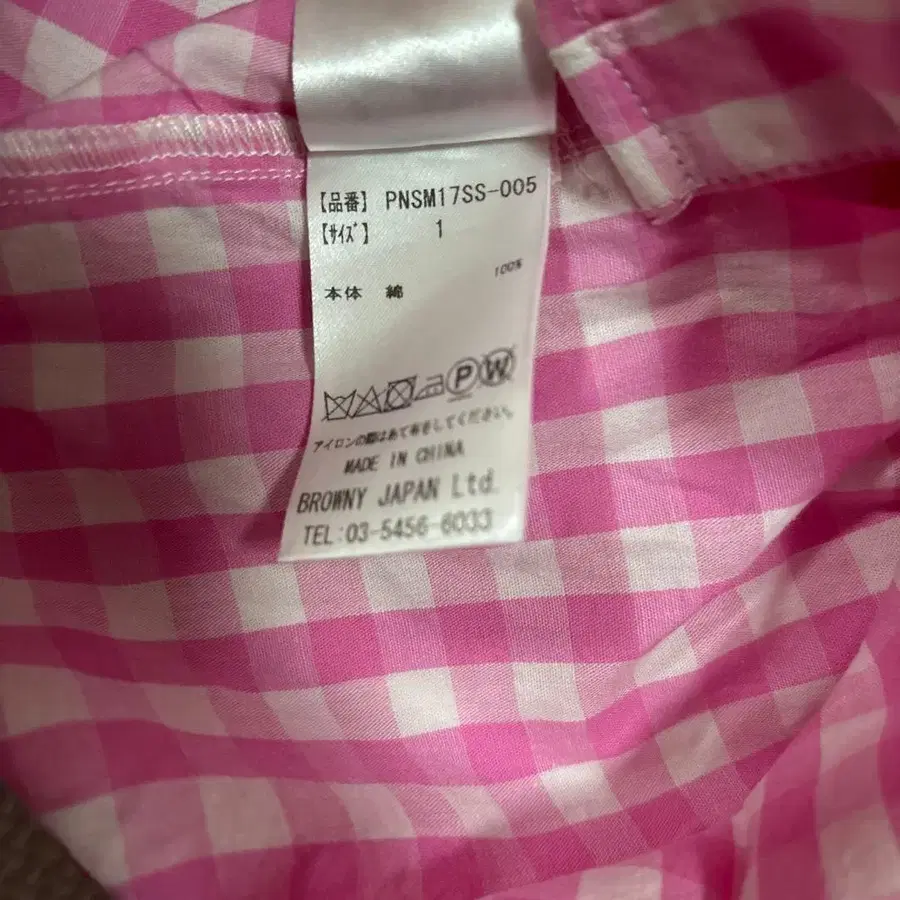 【品番】 PNSM17SS-005
【ｻｲｽﾞ】 1
100%
本体 綿
P W
アイロンの際はあて布をしてください。
MADE IN CHINA
BROWNY JAPAN Ltd.
TEL:03-5456-6033